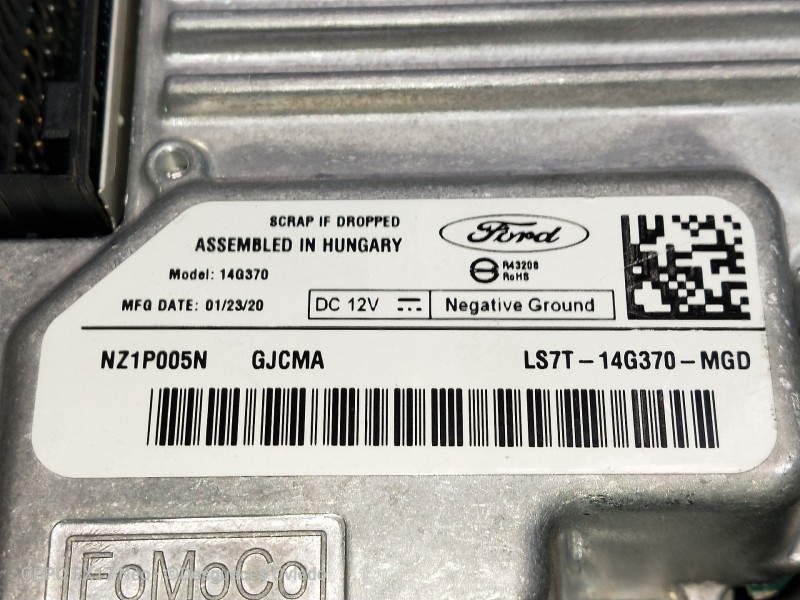 SCRAP IF DROPPED
ASSEMBLED IN HUNGARY
Ford
R43208
RoHS
Model: 14G370
MFG DATE: 01/23/20
DC 12V
Negative Ground
NZ1P005N GJCMA LS7T-14G370-MGD
FoMoCo